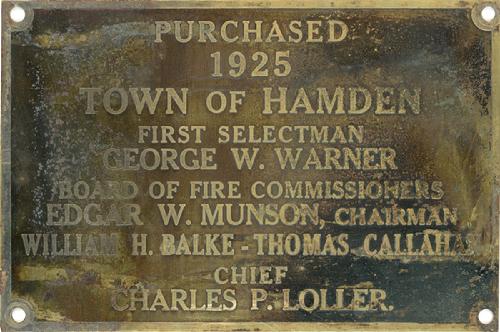 PURCHASED
1925
TOWN OF HAMDEN
FIRST SELECTMAN
GEORGE W. WARNER
BOARD OF FIRE COMMISSIONERS
EDGAR W. MUNSON, CHAIRMAN
WILLIAM H. BALKE - THOMAS CALLAHAN
CHIEF
CHARLES P. LOLLER.